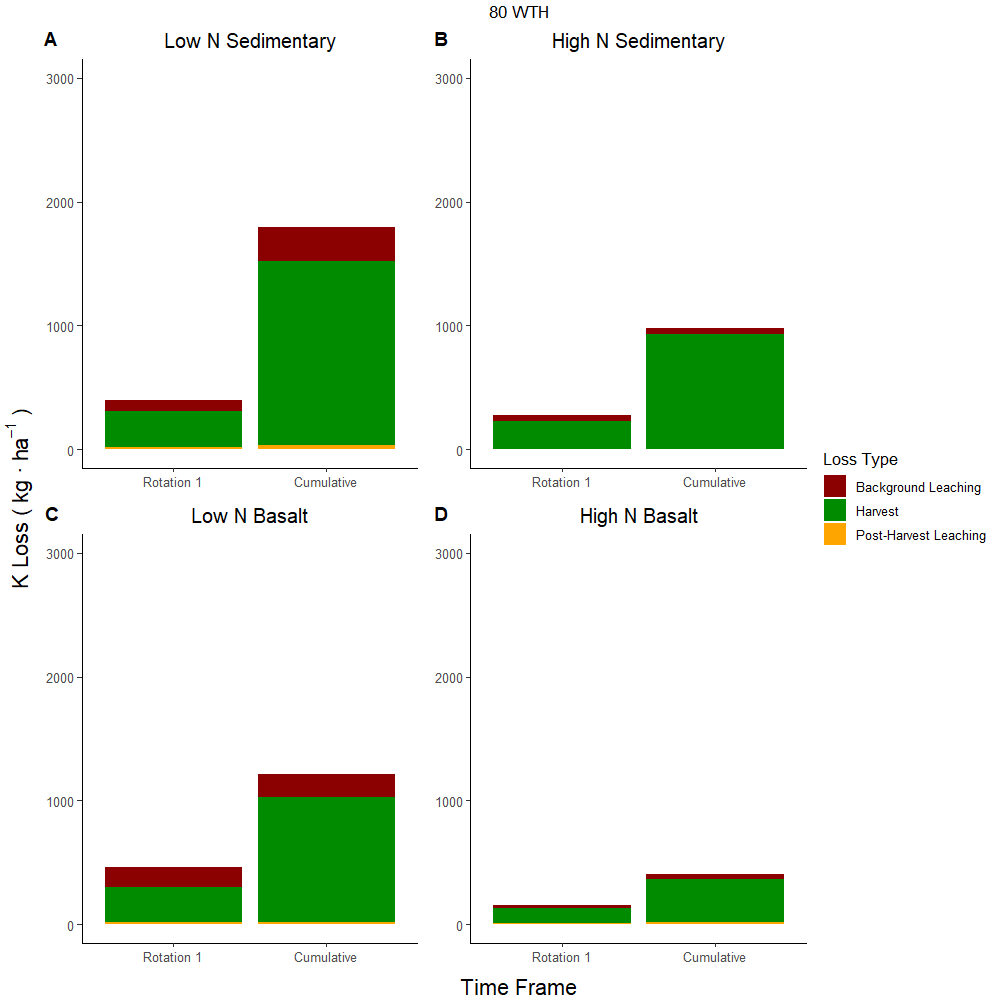 80 WTH
A Low N Sedimentary
B High N Sedimentary
3000
2000
1000
0
Rotation 1 Cumulative
3000
2000
1000
0
Rotation 1 Cumulative
K Loss ( kg · ha⁻¹ )
Loss Type
Background Leaching
Harvest
Post-Harvest Leaching
C Low N Basalt
D High N Basalt
3000
2000
1000
0
Rotation 1 Cumulative
3000
2000
1000
0
Rotation 1 Cumulative
Time Frame